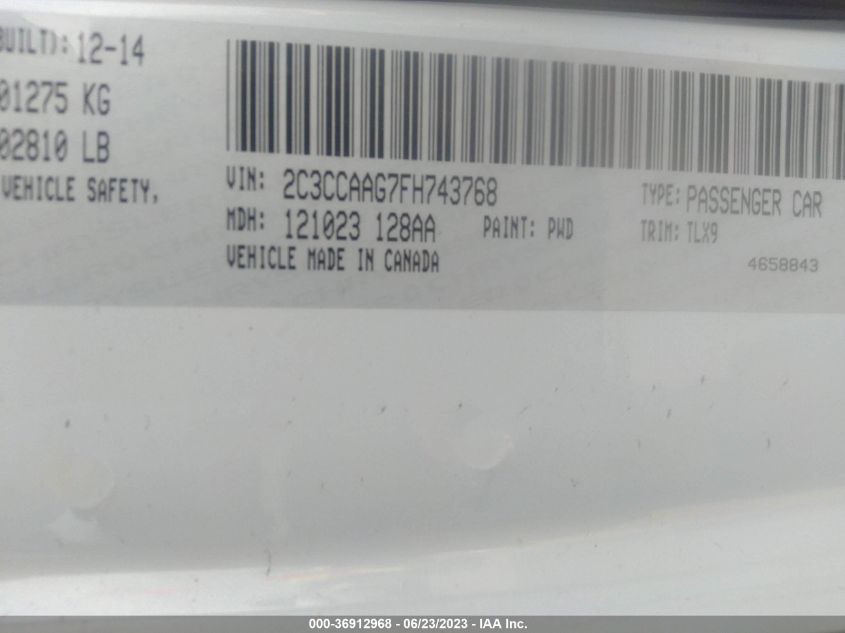 BUILT): 12-14
01275 KG
02810 LB
VEHICLE SAFETY,
VIN: 2C3CCAAG7FH743768
TYPE: PASSENGER CAR
MDH: 121023 128AA
PAINT: PWD
TRIM: TLX9
VEHICLE MADE IN CANADA
4658843
000-36912968 - 06/23/2023 - IAA Inc.